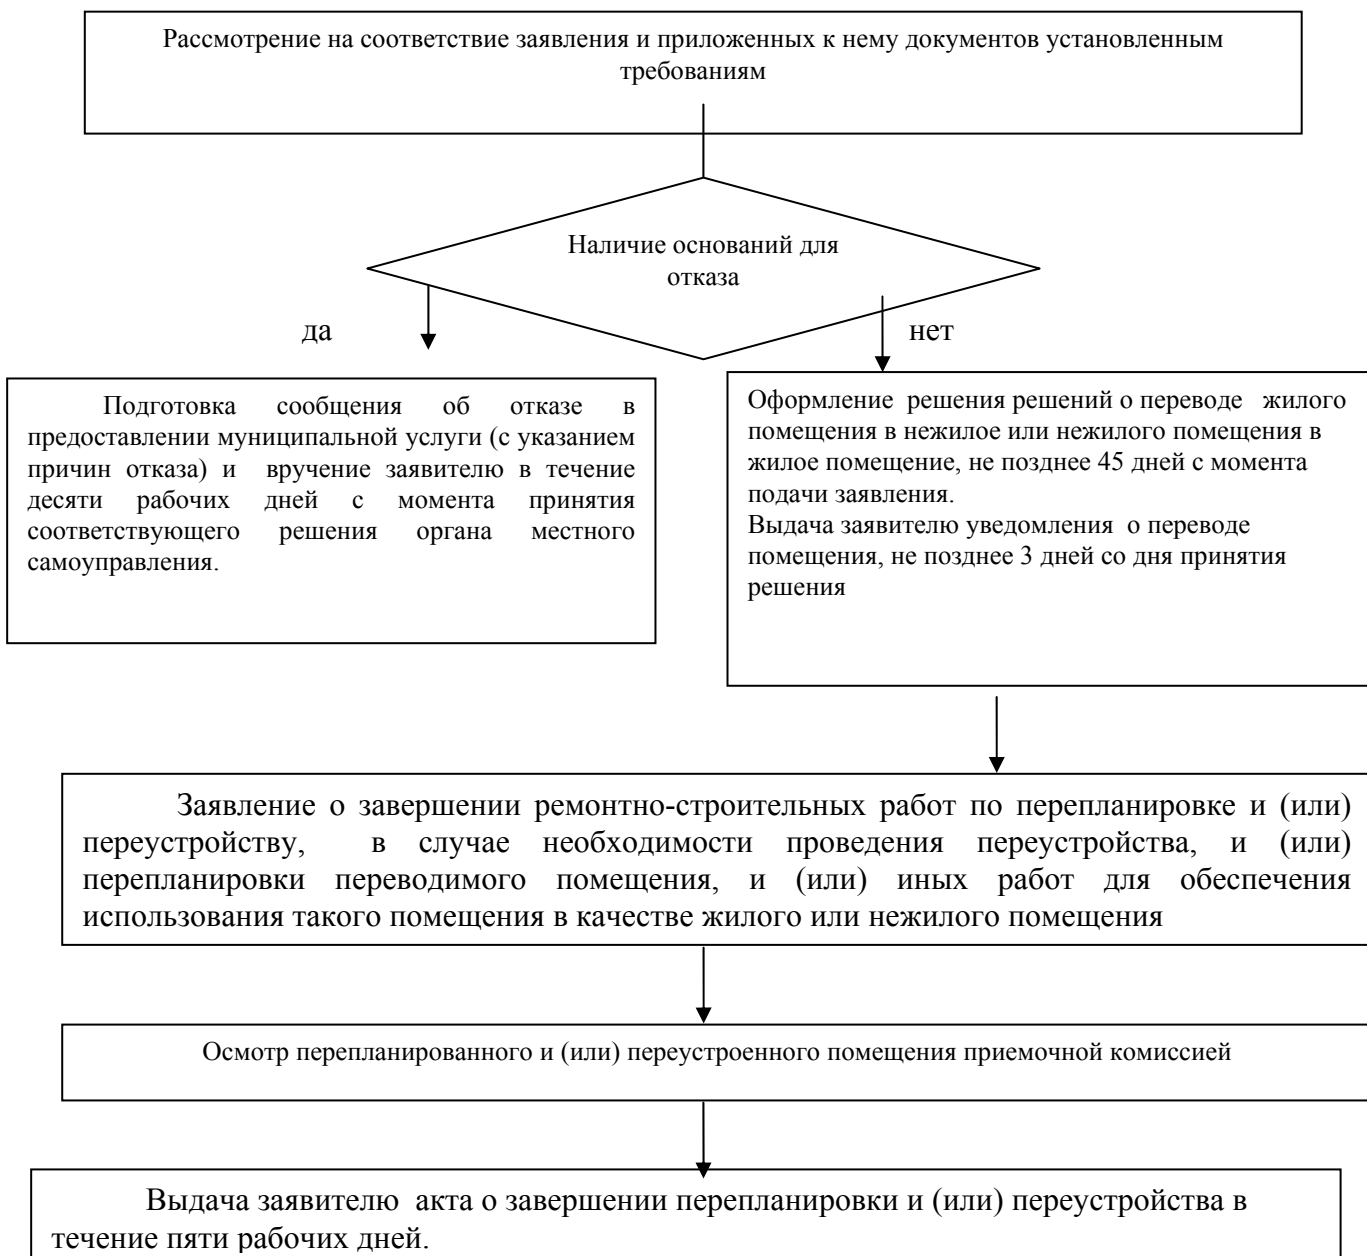 Рассмотрение на соответствие заявления и приложенных к нему документов установленным
требованиям
Наличие оснований для
отказа
да
нет
Подготовка сообщения об отказе в
предоставлении муниципальной услуги (с указанием
причин отказа) и вручение заявителю в течение
десяти рабочих дней с момента принятия
соответствующего решения органа местного
самоуправления.
Оформление решения решений о переводе жилого
помещения в нежилое или нежилого помещения в
жилое помещение, не позднее 45 дней с момента
подачи заявления.
Выдача заявителю уведомления о переводе
помещения, не позднее 3 дней со дня принятия
решения
Заявление о завершении ремонтно-строительных работ по перепланировке и (или)
переустройству, в случае необходимости проведения переустройства, и (или)
перепланировки переводимого помещения, и (или) иных работ для обеспечения
использования такого помещения в качестве жилого или нежилого помещения
Осмотр перепланированного и (или) переустроенного помещения приемочной комиссией
Выдача заявителю акта о завершении перепланировки и (или) переустройства в
течение пяти рабочих дней.